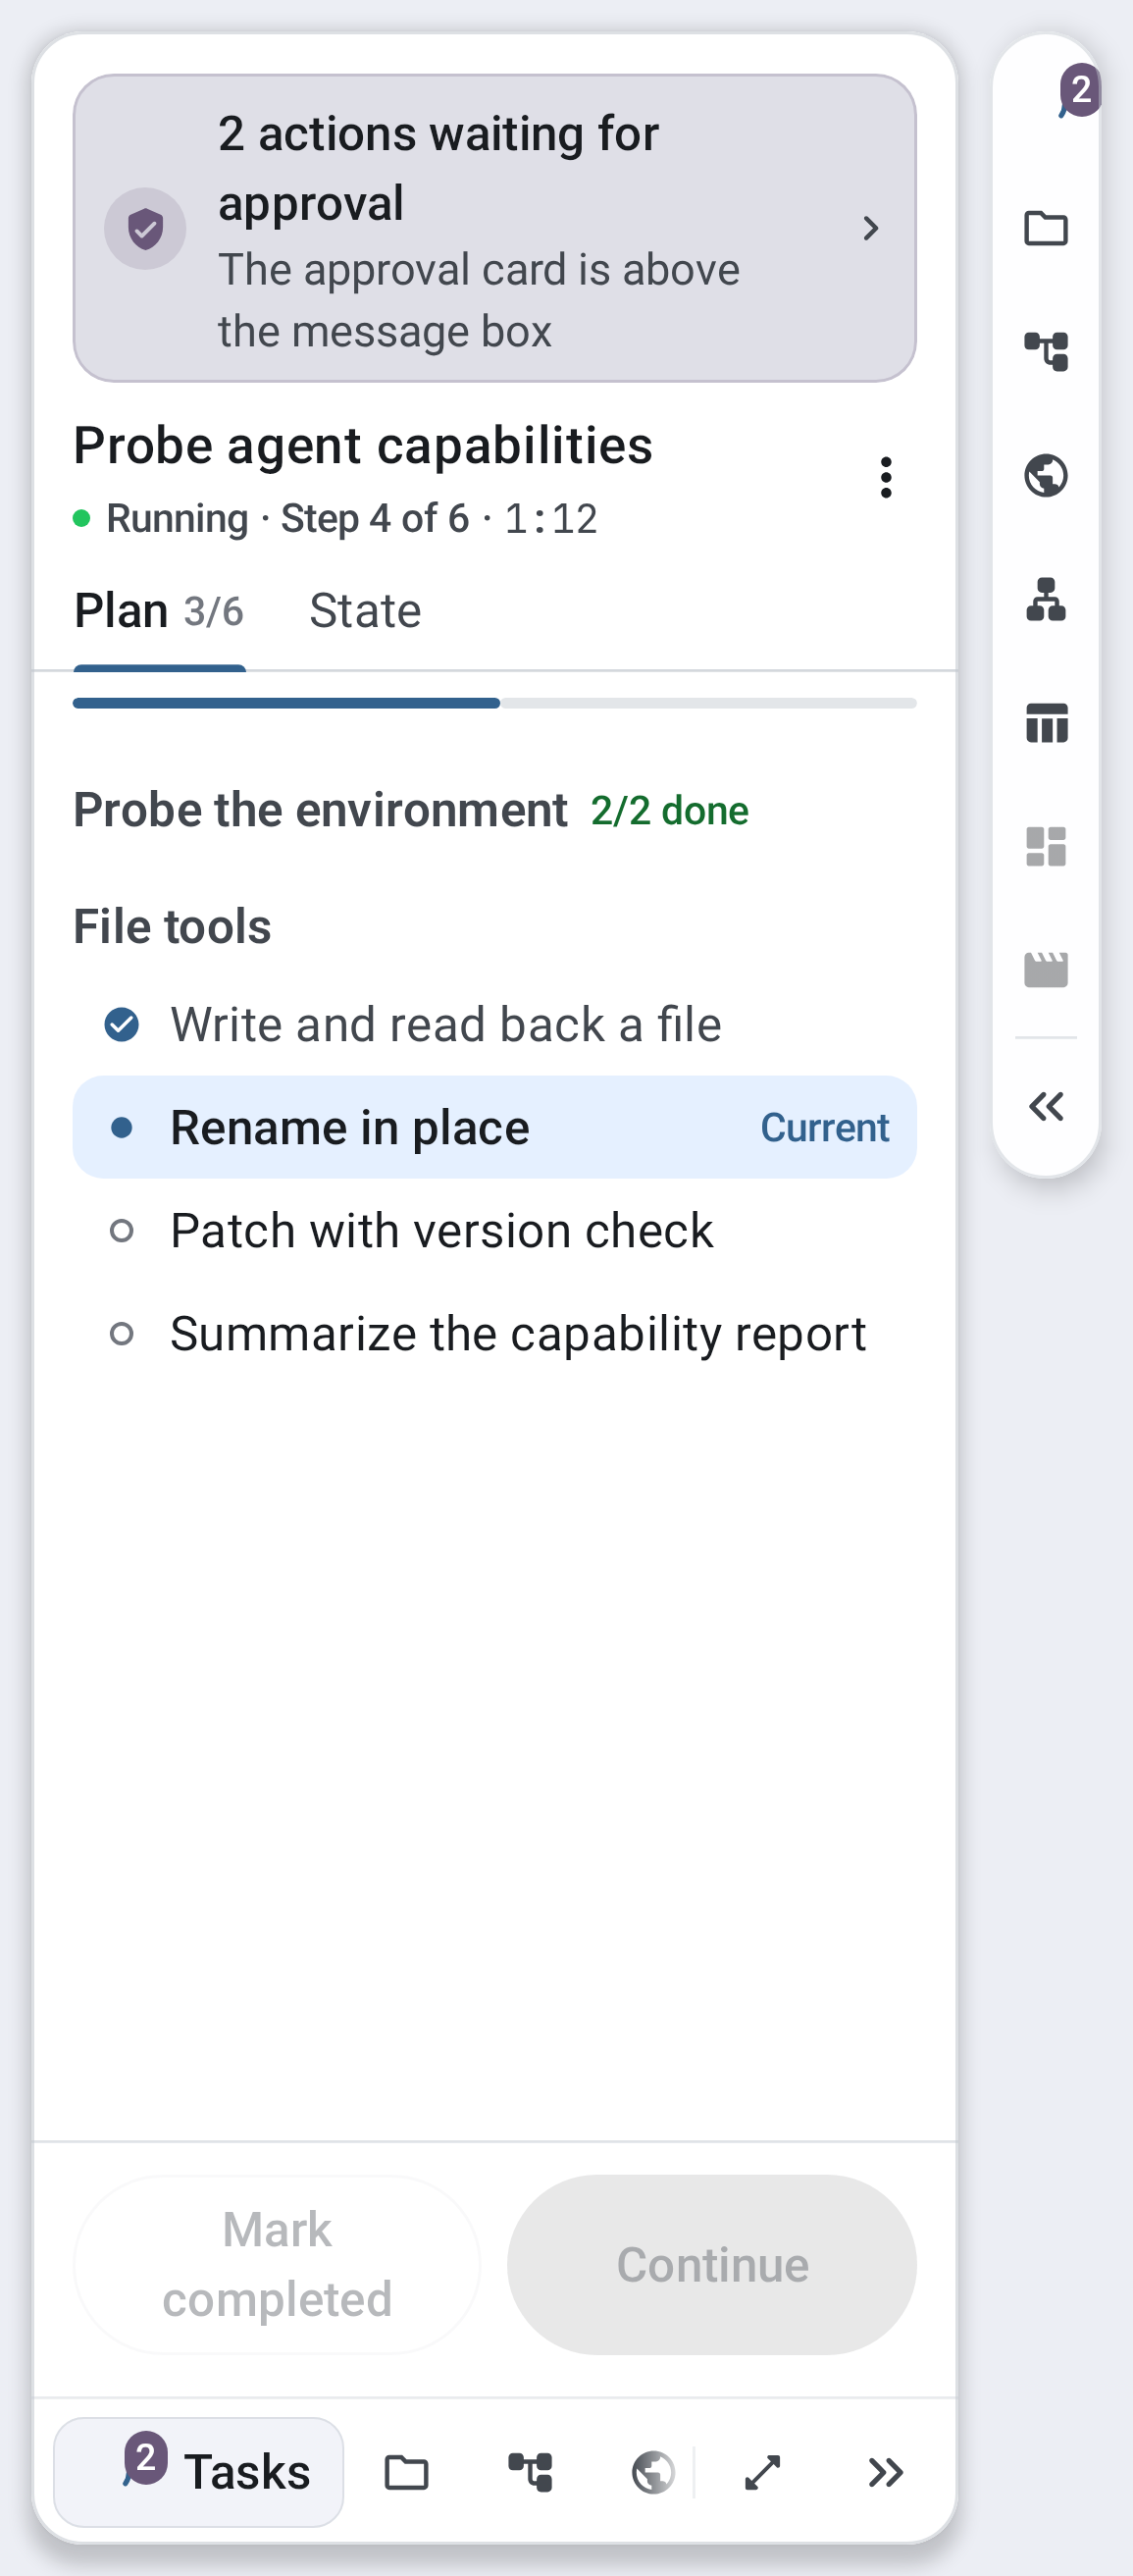 2 actions waiting for
approval
The approval card is above
the message box
2
Probe agent capabilities
Running · Step 4 of 6 · 1:12
Plan 3/6 State
Probe the environment 2/2 done
File tools
Write and read back a file
Rename in place Current
Patch with version check
Summarize the capability report
Mark
completed
Continue
2 Tasks